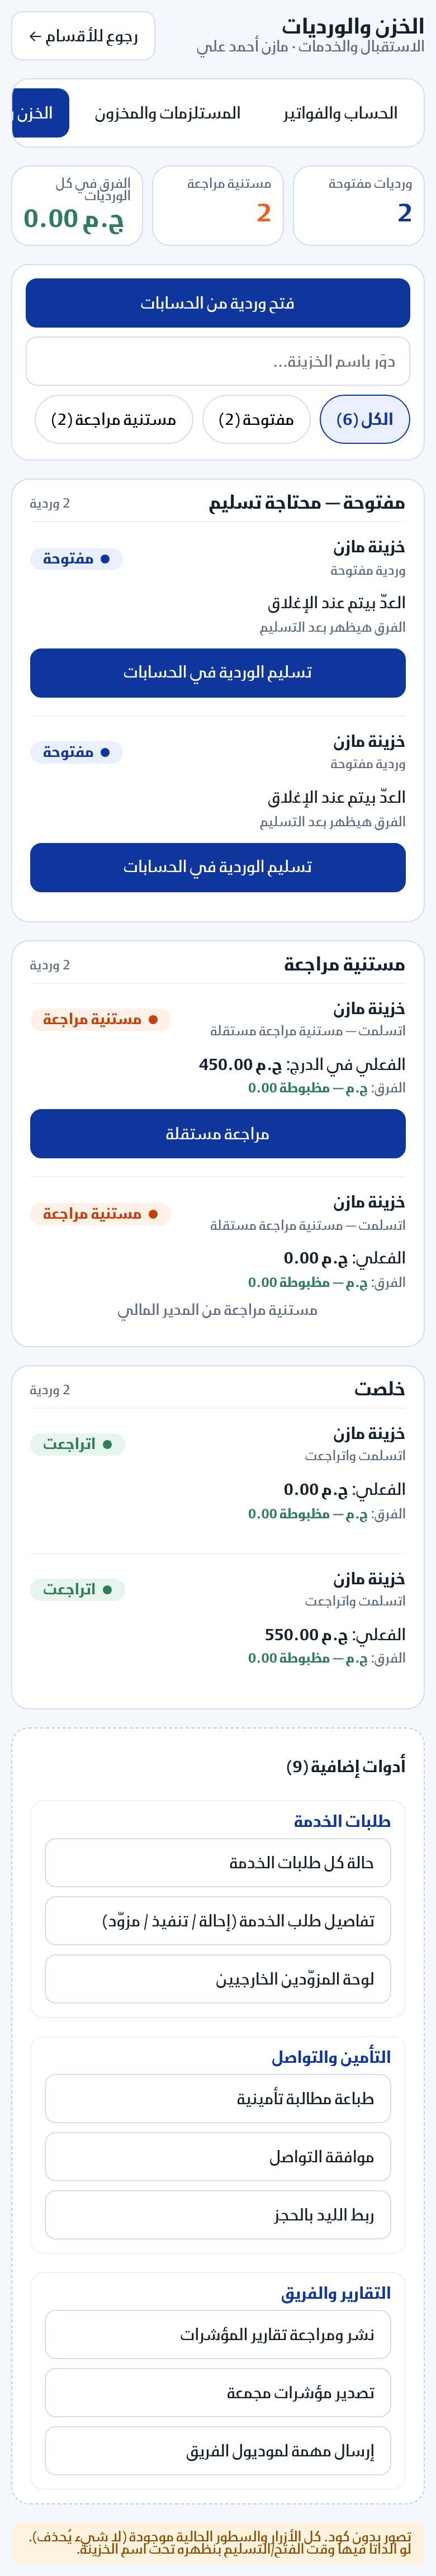 الخزن والورديات
الاستقبال والخدمات · مازن أحمد علي
رجوع للأقسام ←
الحساب والفواتير
المستلزمات والمخزون
الخزن و
ورديات مفتوحة
2
مستنية مراجعة
2
الفرق في كل
الورديات
ج.م 0.00
فتح وردية من الحسابات
دوّر باسم الخزينة...
الكل (6)
مفتوحة (2)
مستنية مراجعة (2)
مفتوحة — محتاجة تسليم
2 وردية
خزينة مازن
مفتوحة
وردية مفتوحة
العدّ بيتم عند الإغلاق
الفرق هيظهر بعد التسليم
تسليم الوردية في الحسابات
خزينة مازن
مفتوحة
وردية مفتوحة
العدّ بيتم عند الإغلاق
الفرق هيظهر بعد التسليم
تسليم الوردية في الحسابات
مستنية مراجعة
2 وردية
خزينة مازن
مستنية مراجعة
اتسلمت — مستنية مراجعة مستقلة
الفعلي في الدرج: ج.م 450.00
الفرق: ج.م — مظبوطة 0.00
مراجعة مستقلة
خزينة مازن
مستنية مراجعة
اتسلمت — مستنية مراجعة مستقلة
الفعلي: ج.م 0.00
الفرق: ج.م — مظبوطة 0.00
مستنية مراجعة من المدير المالي
خلصت
2 وردية
خزينة مازن
اتراجعت
اتسلمت واتراجعت
الفعلي: ج.م 0.00
الفرق: ج.م — مظبوطة 0.00
خزينة مازن
اتراجعت
اتسلمت واتراجعت
الفعلي: ج.م 550.00
الفرق: ج.م — مظبوطة 0.00
أدوات إضافية (9)
طلبات الخدمة
حالة كل طلبات الخدمة
تفاصيل طلب الخدمة (إحالة / تنفيذ / مزوّد)
لوحة المزوّدين الخارجيين
التأمين والتواصل
طباعة مطالبة تأمينية
موافقة التواصل
ربط الليد بالحجز
التقارير والفريق
نشر ومراجعة تقارير المؤشرات
تصدير مؤشرات مجمعة
إرسال مهمة لموديول الفريق
تصور بدون كود. كل الأزرار والسطور الحالية موجودة (لا شيء يُحذف).
لو الداتا فيها وقت الفتح/التسليم بنظهره تحت اسم الخزينة.